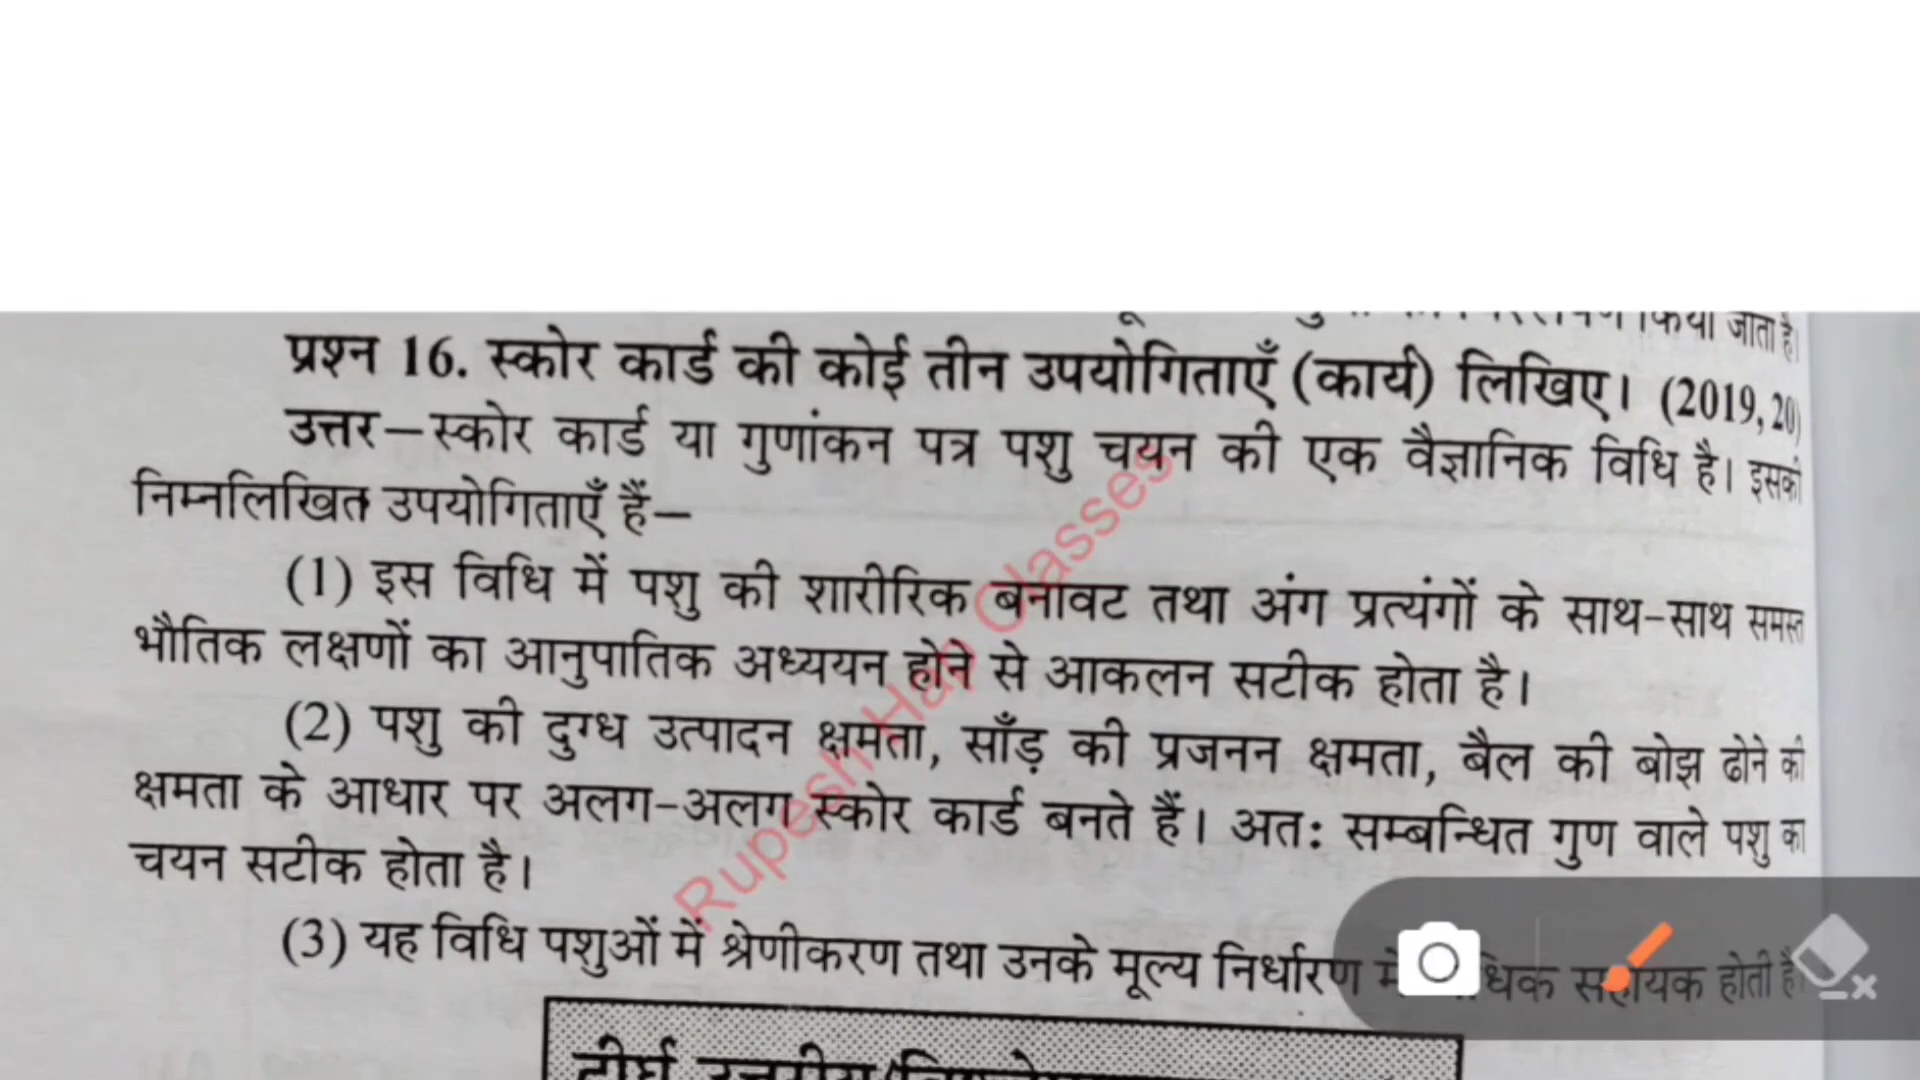 किया जाता है।
प्रश्न 16. स्कोर कार्ड की कोई तीन उपयोगिताएँ (कार्य) लिखिए। (2019, 20)
उत्तर–स्कोर कार्ड या गुणांकन पत्र पशु चयन की एक वैज्ञानिक विधि है। इसकी
निम्नलिखित उपयोगिताएँ हैं–
(1) इस विधि में पशु की शारीरिक बनावट तथा अंग प्रत्यंगों के साथ-साथ समस्त
भौतिक लक्षणों का आनुपातिक अध्ययन होने से आकलन सटीक होता है।
(2) पशु की दुग्ध उत्पादन क्षमता, साँड़ की प्रजनन क्षमता, बैल की बोझ ढोने की
क्षमता के आधार पर अलग-अलग स्कोर कार्ड बनते हैं। अतः सम्बन्धित गुण वाले पशु का
चयन सटीक होता है।
(3) यह विधि पशुओं में श्रेणीकरण तथा उनके मूल्य निर्धारण में सहायक होती है।
Rupesh Hap Classes